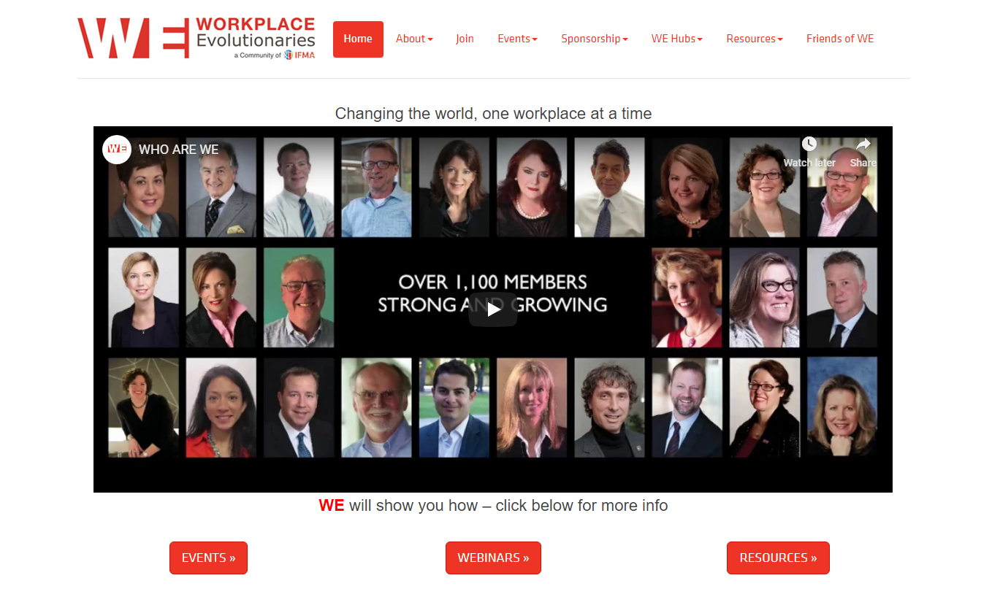 WE WORKPLACE
Evolutionaries
a Community of IFMA
Home About Join Events Sponsorship WE Hubs Resources Friends of WE
Changing the world, one workplace at a time
WE WHO ARE WE
Watch later Share
OVER 1,100 MEMBERS
STRONG AND GROWING
WE will show you how – click below for more info
EVENTS » WEBINARS » RESOURCES »